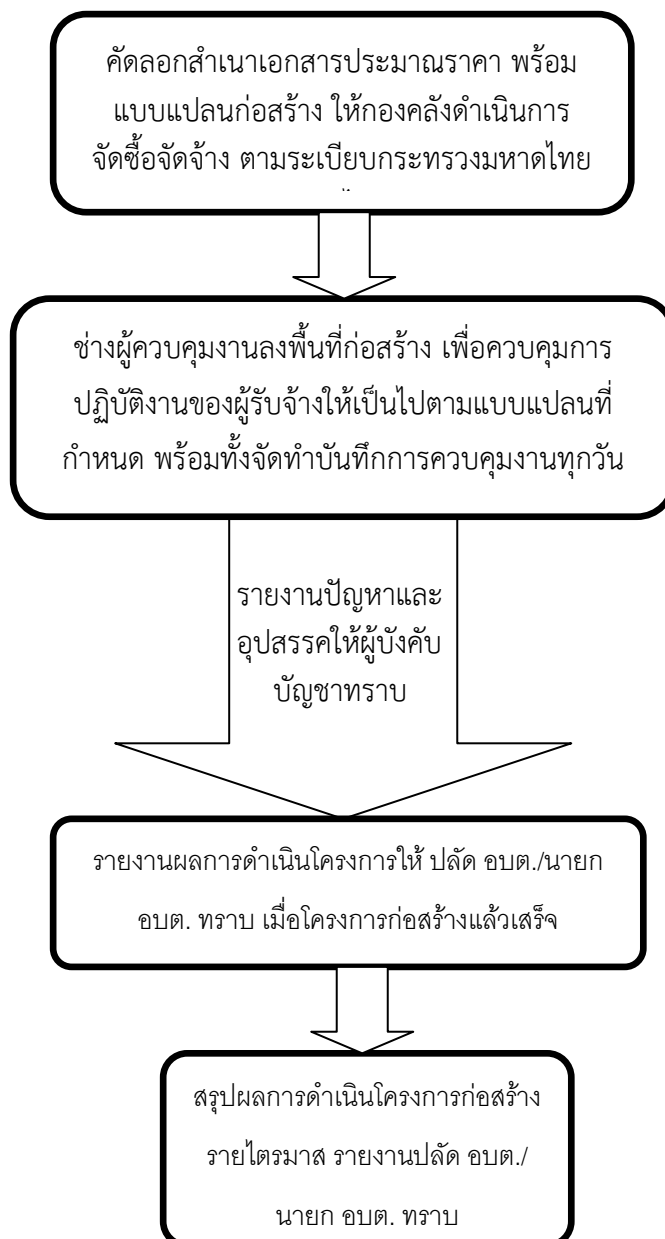 คัดลอกสำเนาเอกสารประมาณราคา พร้อม
แบบแปลนก่อสร้าง ให้กองคลังดำเนินการ
จัดซื้อจัดจ้าง ตามระเบียบกระทรวงมหาดไทย
ช่างผู้ควบคุมงานลงพื้นที่ก่อสร้าง เพื่อควบคุมการ
ปฏิบัติงานของผู้รับจ้างให้เป็นไปตามแบบแปลนที่
กำหนด พร้อมทั้งจัดทำบันทึกการควบคุมงานทุกวัน
รายงานปัญหาและ
อุปสรรคให้ผู้บังคับ
บัญชาทราบ
รายงานผลการดำเนินโครงการให้ ปลัด อบต./นายก
อบต. ทราบ เมื่อโครงการก่อสร้างแล้วเสร็จ
สรุปผลการดำเนินโครงการก่อสร้าง
รายไตรมาส รายงานปลัด อบต./
นายก อบต. ทราบ